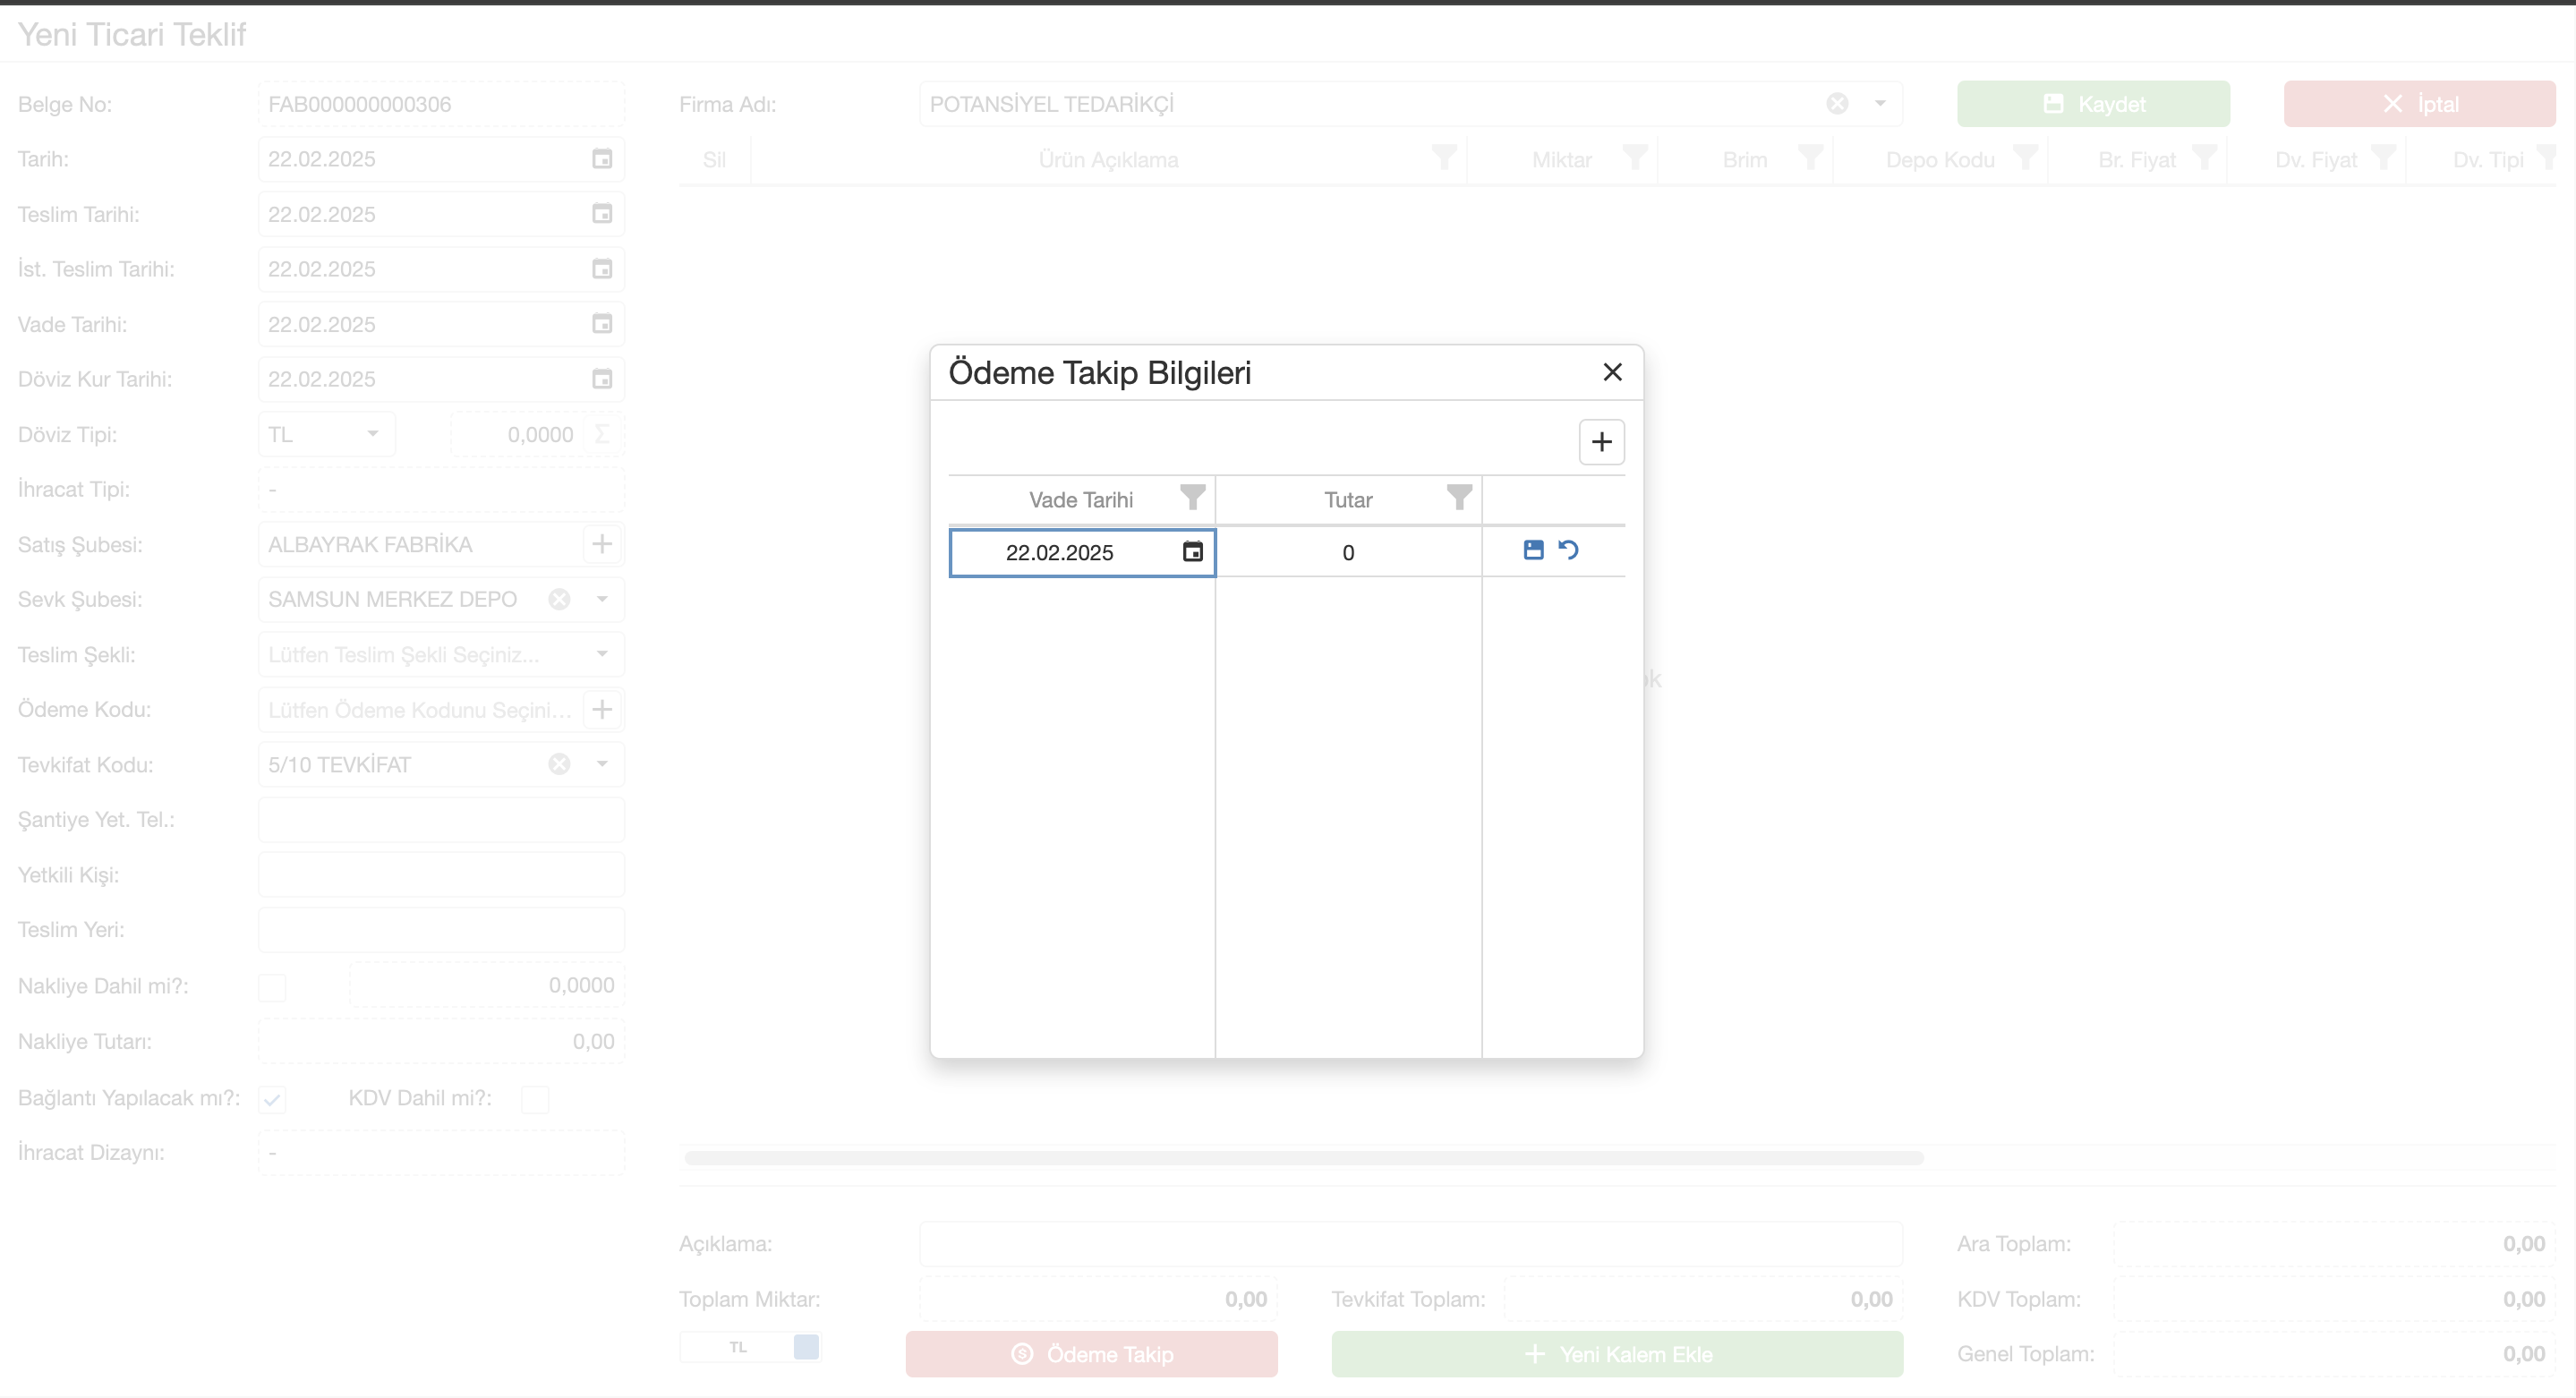 Yeni Ticari Teklif
Belge No: FAB000000000306
Firma Adı: POTANSİYEL TEDARİKÇİ
Kaydet
İptal
Tarih: 22.02.2025
Sil Ürün Açıklama Miktar Brim Depo Kodu Br. Fiyat Dv. Fiyat Dv. Tipi
Teslim Tarihi: 22.02.2025
İst. Teslim Tarihi: 22.02.2025
Vade Tarihi: 22.02.2025
Döviz Kur Tarihi: 22.02.2025
Döviz Tipi: TL 0,0000 Σ
İhracat Tipi: -
Satış Şubesi: ALBAYRAK FABRİKA
Sevk Şubesi: SAMSUN MERKEZ DEPO
Teslim Şekli: Lütfen Teslim Şekli Seçiniz...
Ödeme Kodu: Lütfen Ödeme Kodunu Seçini...
Tevkifat Kodu: 5/10 TEVKİFAT
Şantiye Yet. Tel.:
Yetkili Kişi:
Teslim Yeri:
Nakliye Dahil mi?: 0,0000
Nakliye Tutarı: 0,00
Bağlantı Yapılacak mı?: KDV Dahil mi?:
İhracat Dizaynı: -
Ödeme Takip Bilgileri
Vade Tarihi Tutar
22.02.2025 0
Açıklama:
Ara Toplam: 0,00
Toplam Miktar: 0,00
Tevkifat Toplam: 0,00
KDV Toplam: 0,00
TL
Ödeme Takip
Yeni Kalem Ekle
Genel Toplam: 0,00